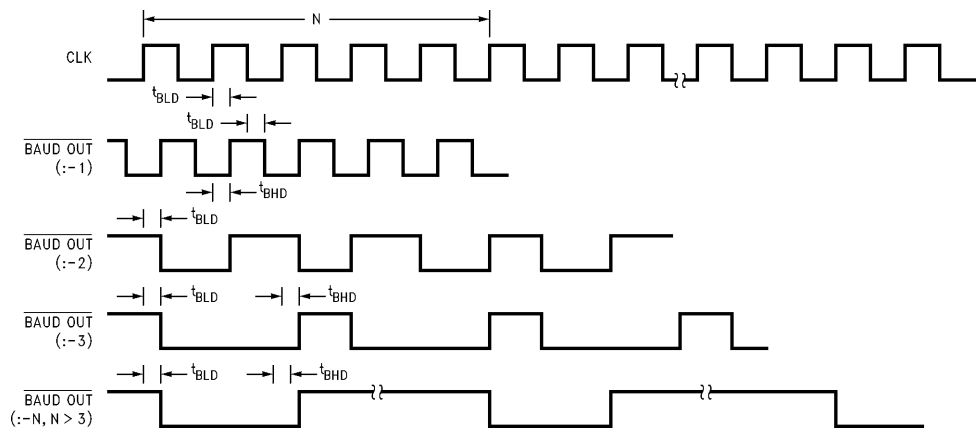 N
CLK
tBLD
tBLD
BAUD OUT
(:-1)
tBHD
tBLD
BAUD OUT
(:-2)
tBLD
tBHD
BAUD OUT
(:-3)
tBLD
tBHD
BAUD OUT
(:-N, N > 3)